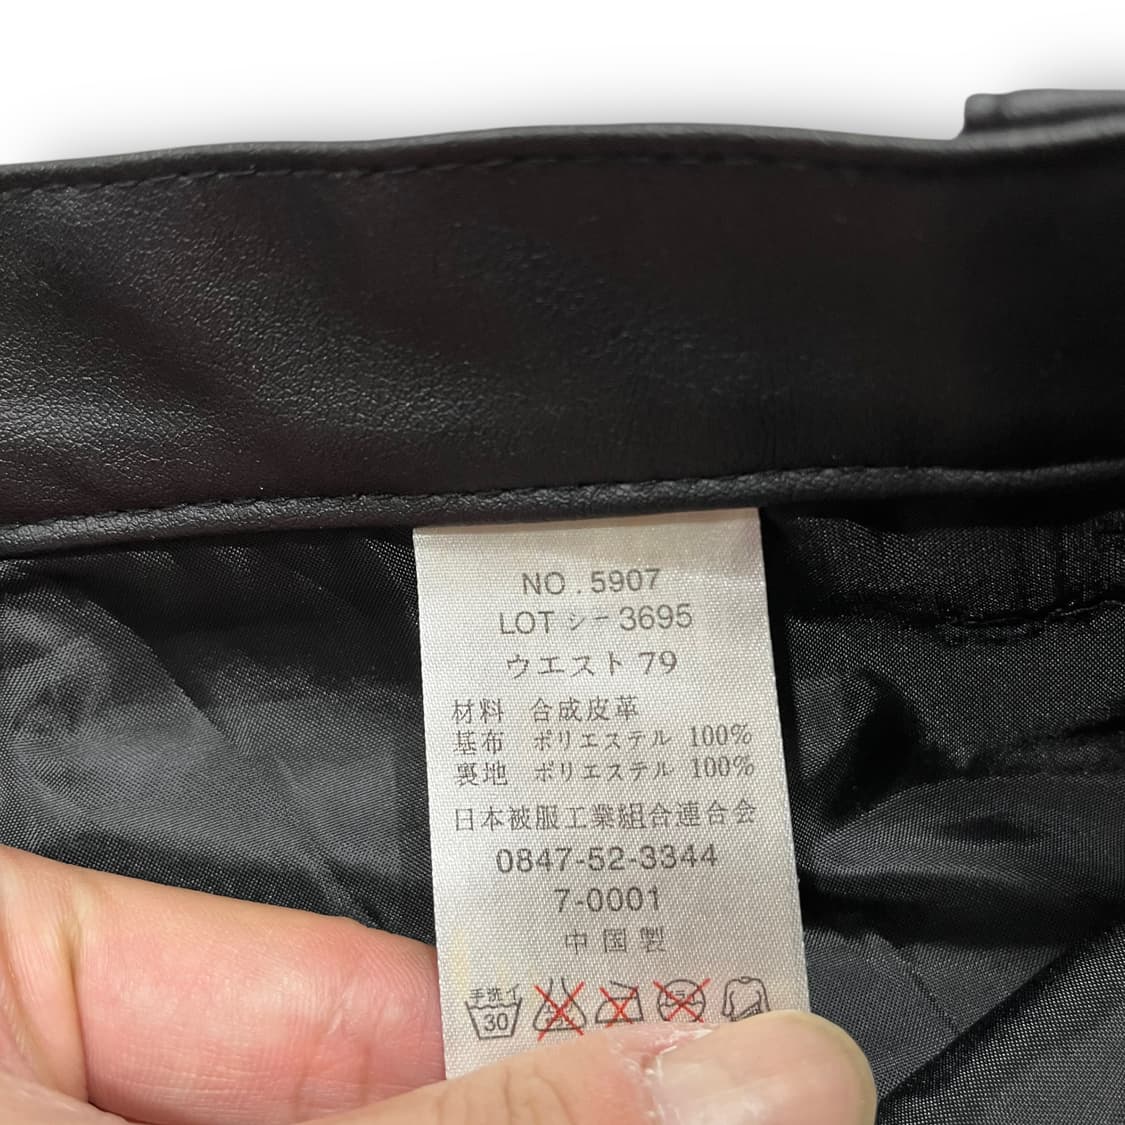 NO.5907
LOT シー3695
ウエスト79
材料 合成皮革
基布 ポリエステル 100%
裏地 ポリエステル 100%
日本被服工業組合連合会
0847-52-3344
7-0001
中国製
手洗イ
30